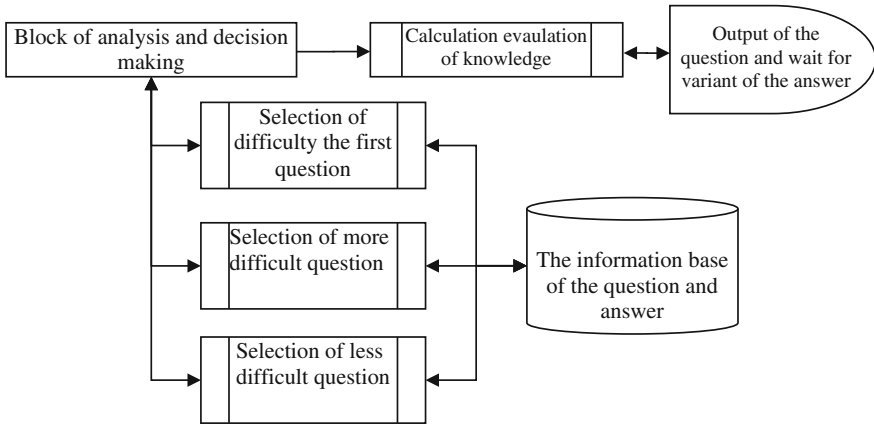 Block of analysis and decision
making
Calculation evaulation
of knowledge
Output of the
question and wait for
variant of the answer
Selection of
difficulty the first
question
Selection of more
difficult question
The information base
of the question and
answer
Selection of less
difficult question